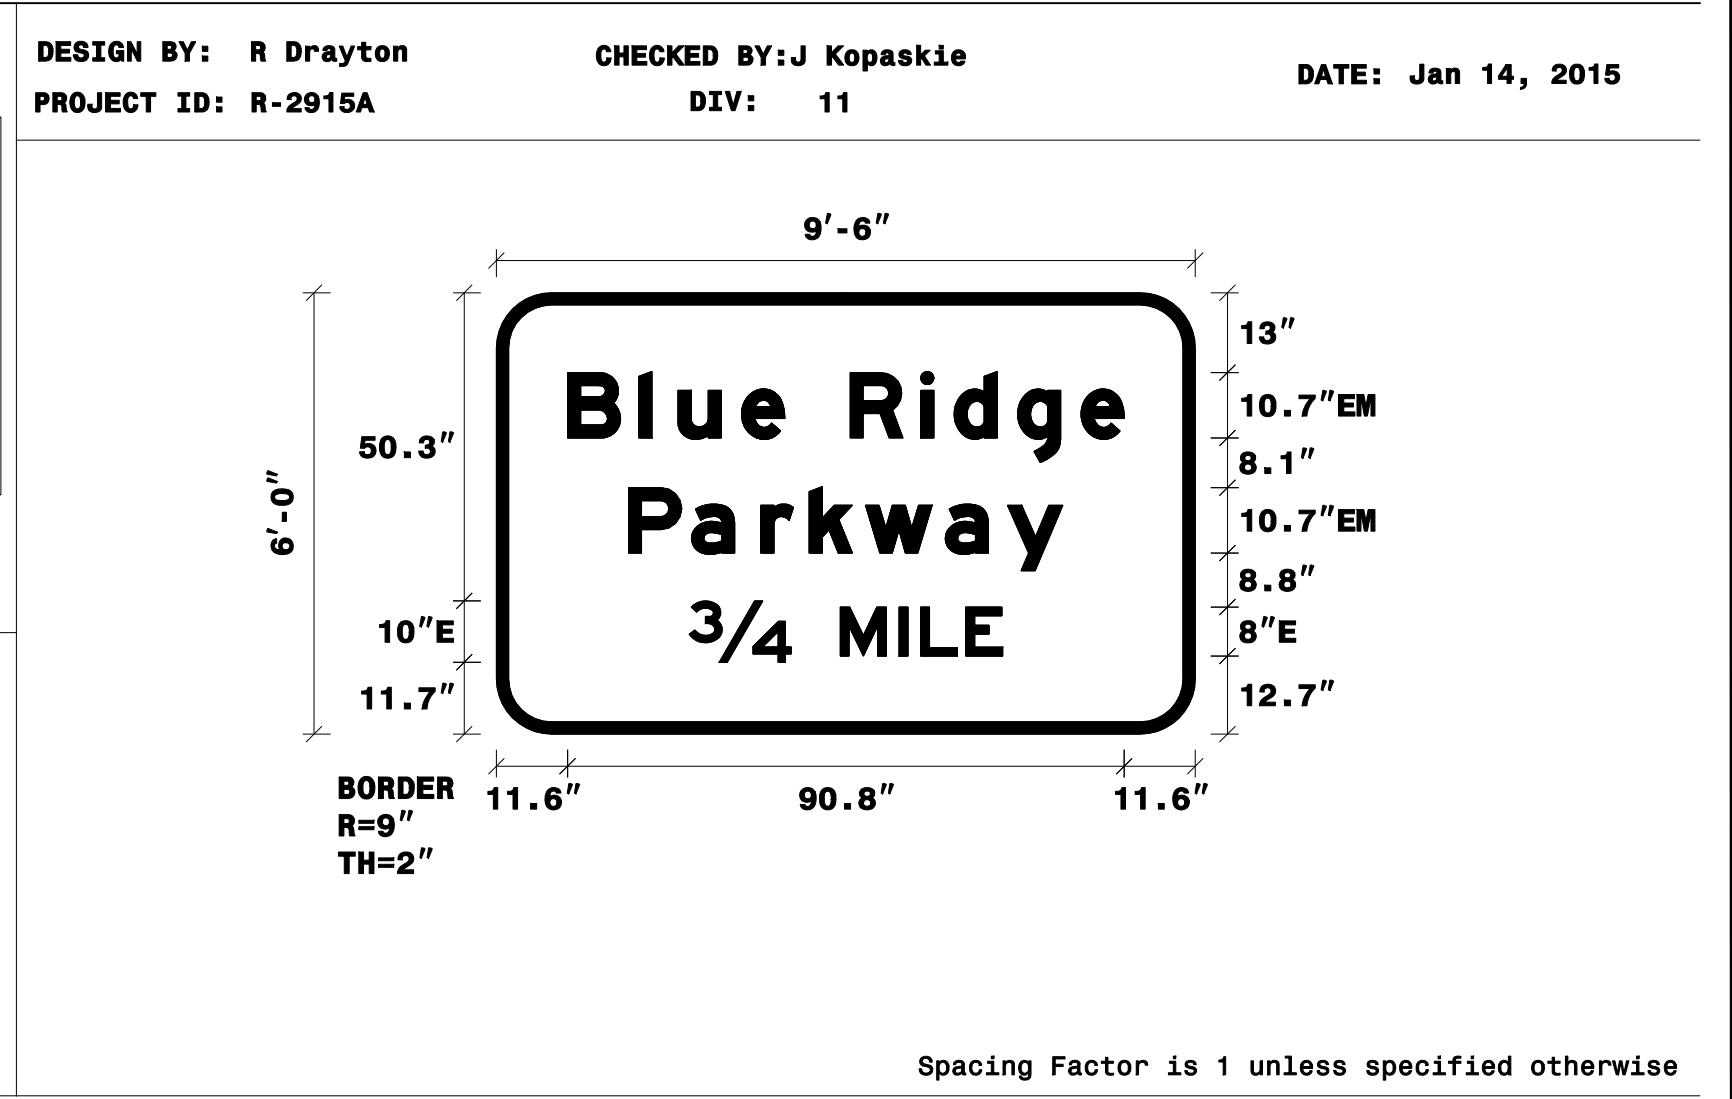 DESIGN BY: R Drayton
CHECKED BY:J Kopaskie
DATE: Jan 14, 2015
PROJECT ID: R-2915A
DIV: 11
9'-6"
Blue Ridge
Parkway
3/4 MILE
6'-0"
50.3"
10"E
11.7"
13"
10.7"EM
8.1"
10.7"EM
8.8"
8"E
12.7"
11.6"
90.8"
11.6"
BORDER
R=9"
TH=2"
Spacing Factor is 1 unless specified otherwise